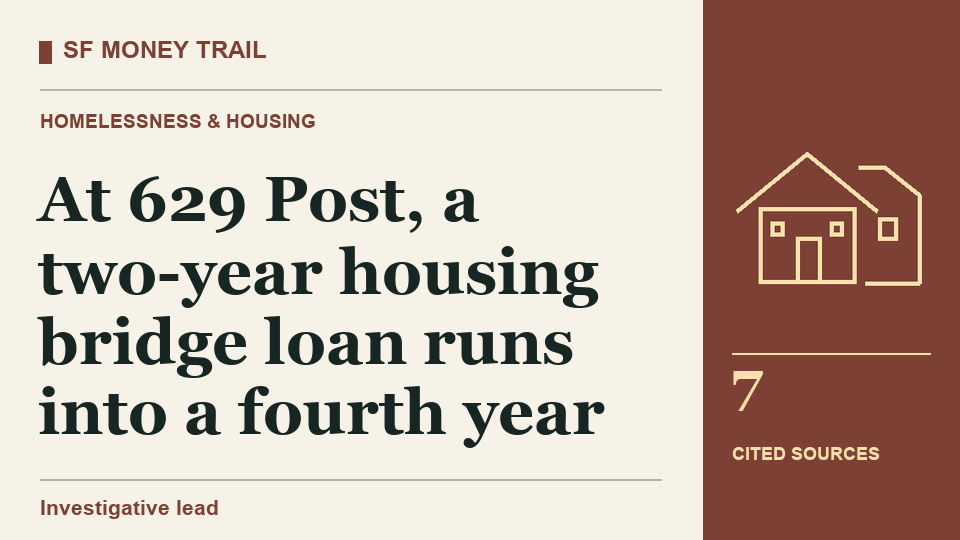 SF MONEY TRAIL
HOMELESSNESS & HOUSING
At 629 Post, a
two-year housing
bridge loan runs
into a fourth year
Investigative lead
7
CITED SOURCES